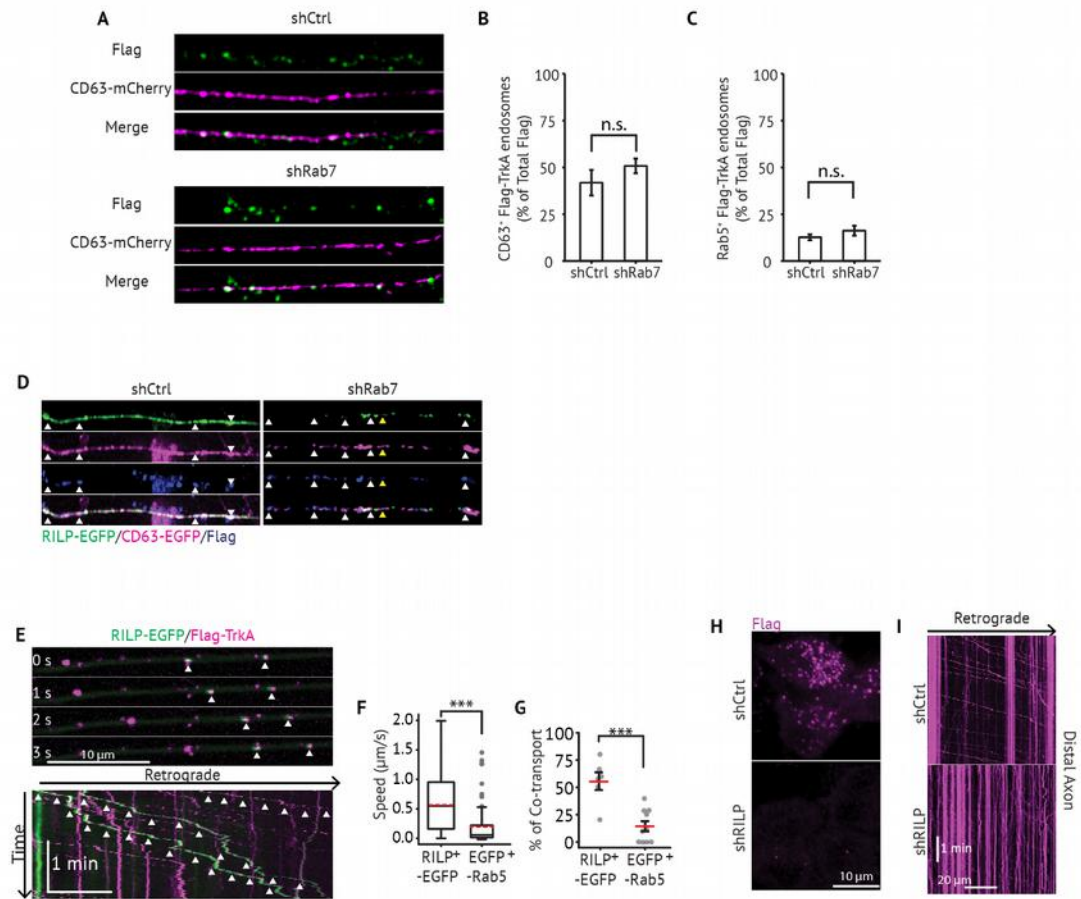 A
shCtrl
Flag
CD63-mCherry
Merge
shRab7
Flag
CD63-mCherry
Merge
B
CD63⁺ Flag-TrkA endosomes
(% of Total Flag)
100
75
50
25
0
n.s.
shCtrl shRab7
C
Rab5⁺ Flag-TrkA endosomes
(% of Total Flag)
100
75
50
25
0
n.s.
shCtrl shRab7
D
shCtrl
shRab7
RILP-EGFP/CD63-EGFP/Flag
E
RILP-EGFP/Flag-TrkA
0 s
1 s
2 s
3 s
10 µm
Retrograde
Time
1 min
F
Speed (µm/s)
2.0
1.5
1.0
0.5
0.0
***
RILP⁺ EGFP⁺
-EGFP -Rab5
G
% of Co-transport
100
75
50
25
0
***
RILP⁺ EGFP⁺
-EGFP -Rab5
H
Flag
shCtrl
shRILP
10 µm
I
Retrograde
shCtrl
shRILP
Distal Axon
1 min
20 µm